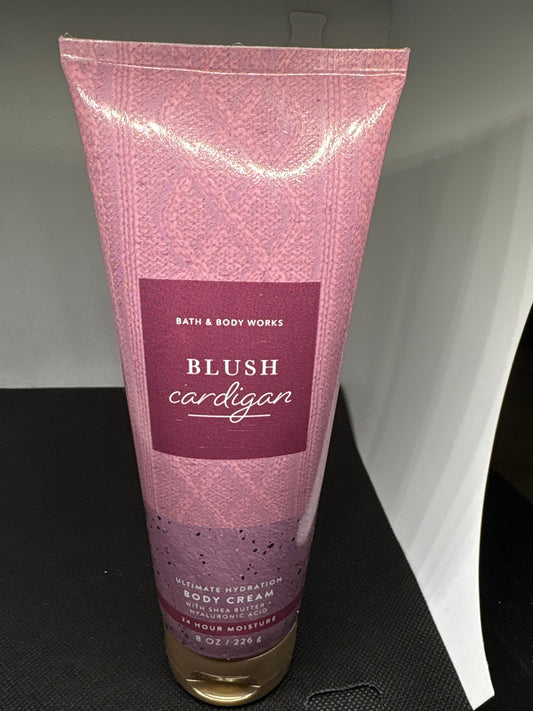 BATH & BODY WORKS
BLUSH
cardigan
ULTIMATE HYDRATION
BODY CREAM
WITH SHEA BUTTER +
HYALURONIC ACID
24 HOUR MOISTURE
8 OZ / 226 g